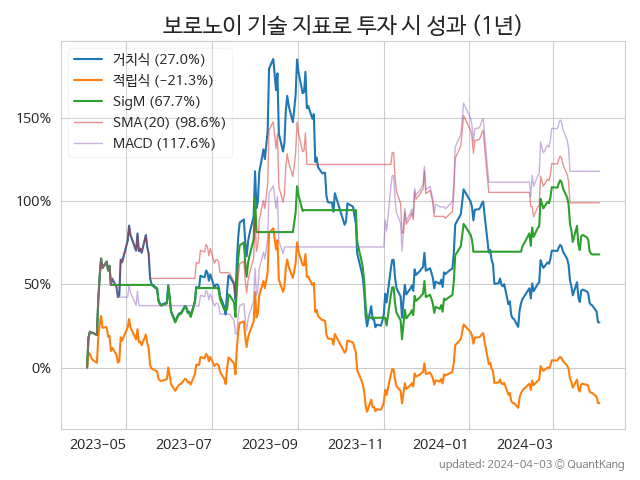 보로노이 기술 지표로 투자 시 성과 (1년)
거치식 (27.0%)
적립식 (-21.3%)
SigM (67.7%)
SMA(20) (98.6%)
MACD (117.6%)
150%
100%
50%
0%
2023-05 2023-07 2023-09 2023-11 2024-01 2024-03
updated: 2024-04-03 © QuantKang